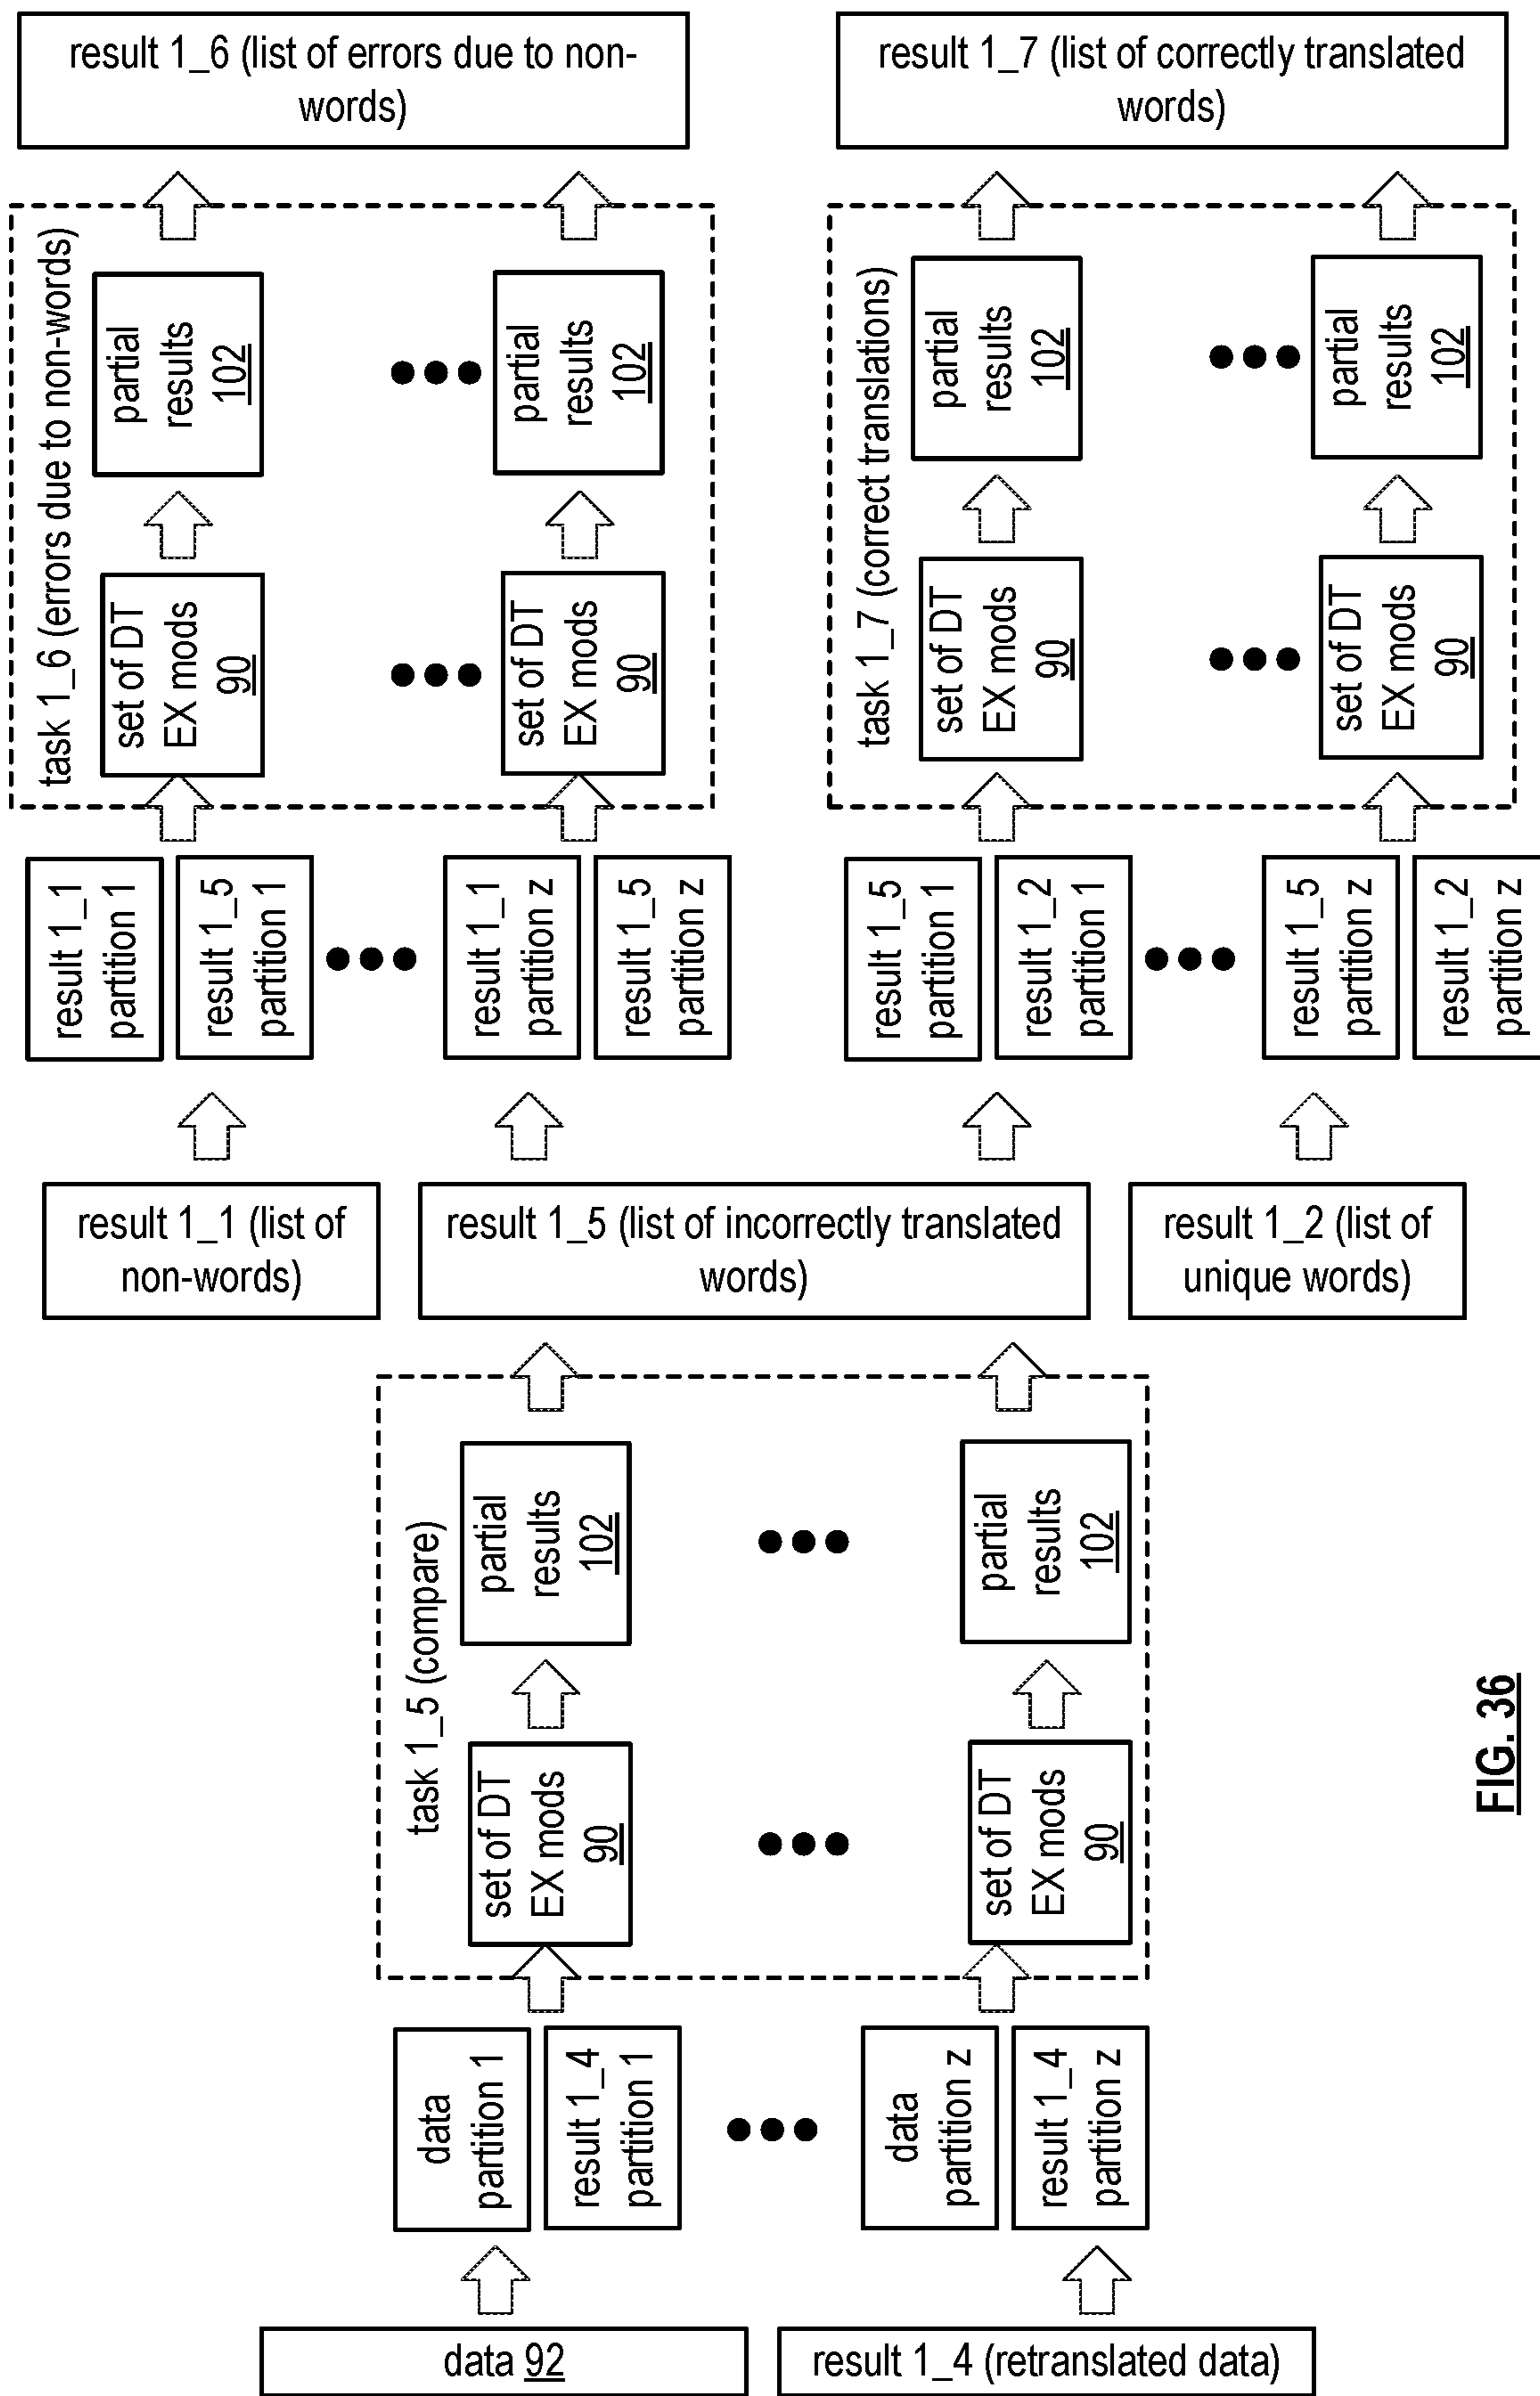 data 92
result 1_4 (retranslated data)
data
partition 1
result 1_4
partition 1
data
partition z
result 1_4
partition z
task 1_5 (compare)
set of DT
EX mods
90
partial
results
102
set of DT
EX mods
90
partial
results
102
result 1_1 (list of
non-words)
result 1_5 (list of incorrectly translated
words)
result 1_2 (list of
unique words)
result 1_1
partition 1
result 1_5
partition 1
result 1_1
partition z
result 1_5
partition z
task 1_6 (errors due to non-words)
set of DT
EX mods
90
partial
results
102
set of DT
EX mods
90
partial
results
102
result 1_6 (list of errors due to non-
words)
result 1_5
partition 1
result 1_2
partition 1
result 1_5
partition z
result 1_2
partition z
task 1_7 (correct translations)
set of DT
EX mods
90
partial
results
102
set of DT
EX mods
90
partial
results
102
result 1_7 (list of correctly translated
words)
FIG. 36